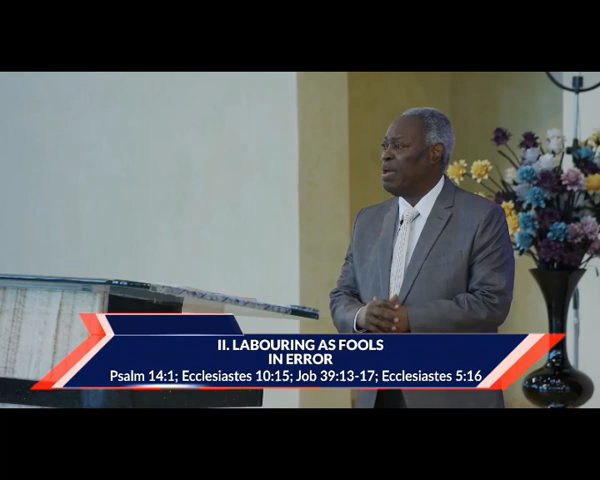 II. LABOURING AS FOOLS
IN ERROR
Psalm 14:1; Ecclesiastes 10:15; Job 39:13-17; Ecclesiastes 5:16